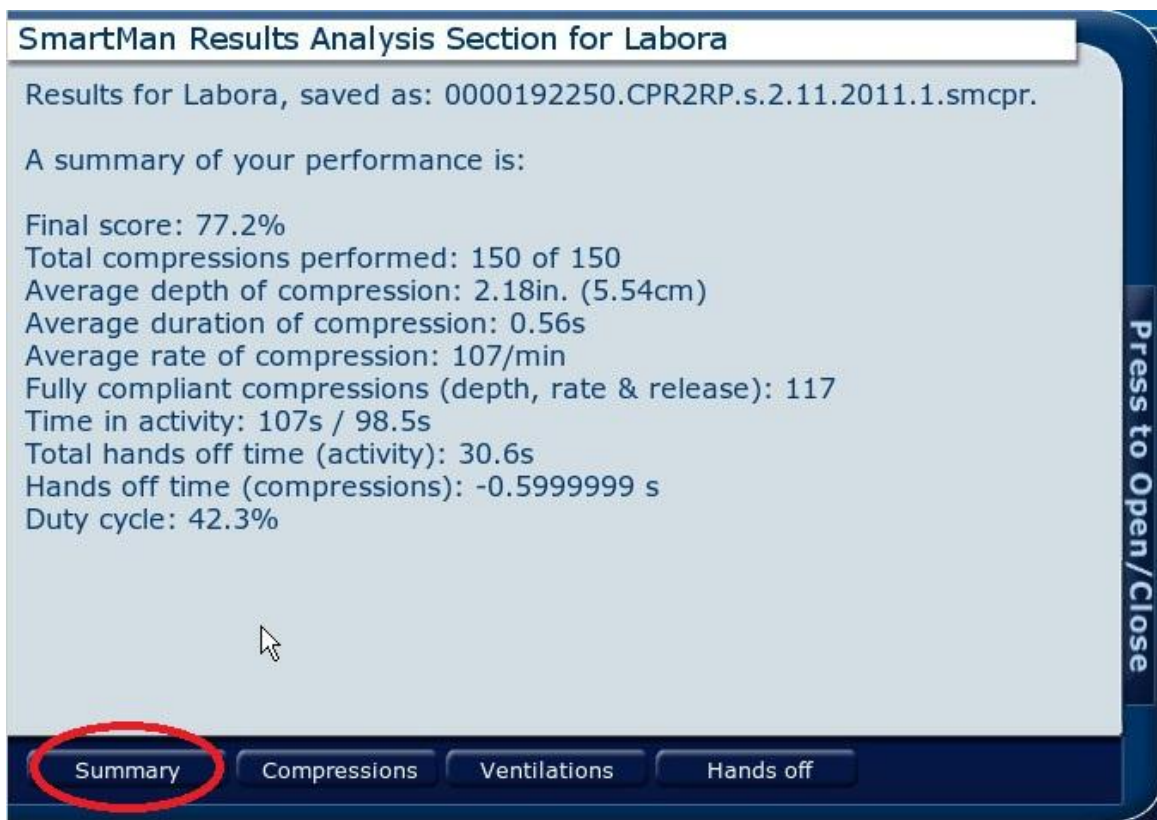 SmartMan Results Analysis Section for Labora
Results for Labora, saved as: 0000192250.CPR2RP.s.2.11.2011.1.smcpr.
A summary of your performance is:
Final score: 77.2%
Total compressions performed: 150 of 150
Average depth of compression: 2.18in. (5.54cm)
Average duration of compression: 0.56s
Average rate of compression: 107/min
Fully compliant compressions (depth, rate & release): 117
Time in activity: 107s / 98.5s
Total hands off time (activity): 30.6s
Hands off time (compressions): -0.5999999 s
Duty cycle: 42.3%
Press to Open/Close
Summary
Compressions
Ventilations
Hands off